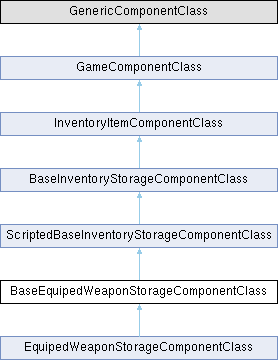 GenericComponentClass
GameComponentClass
InventoryItemComponentClass
BaseInventoryStorageComponentClass
ScriptedBaseInventoryStorageComponentClass
BaseEquipedWeaponStorageComponentClass
EquipedWeaponStorageComponentClass